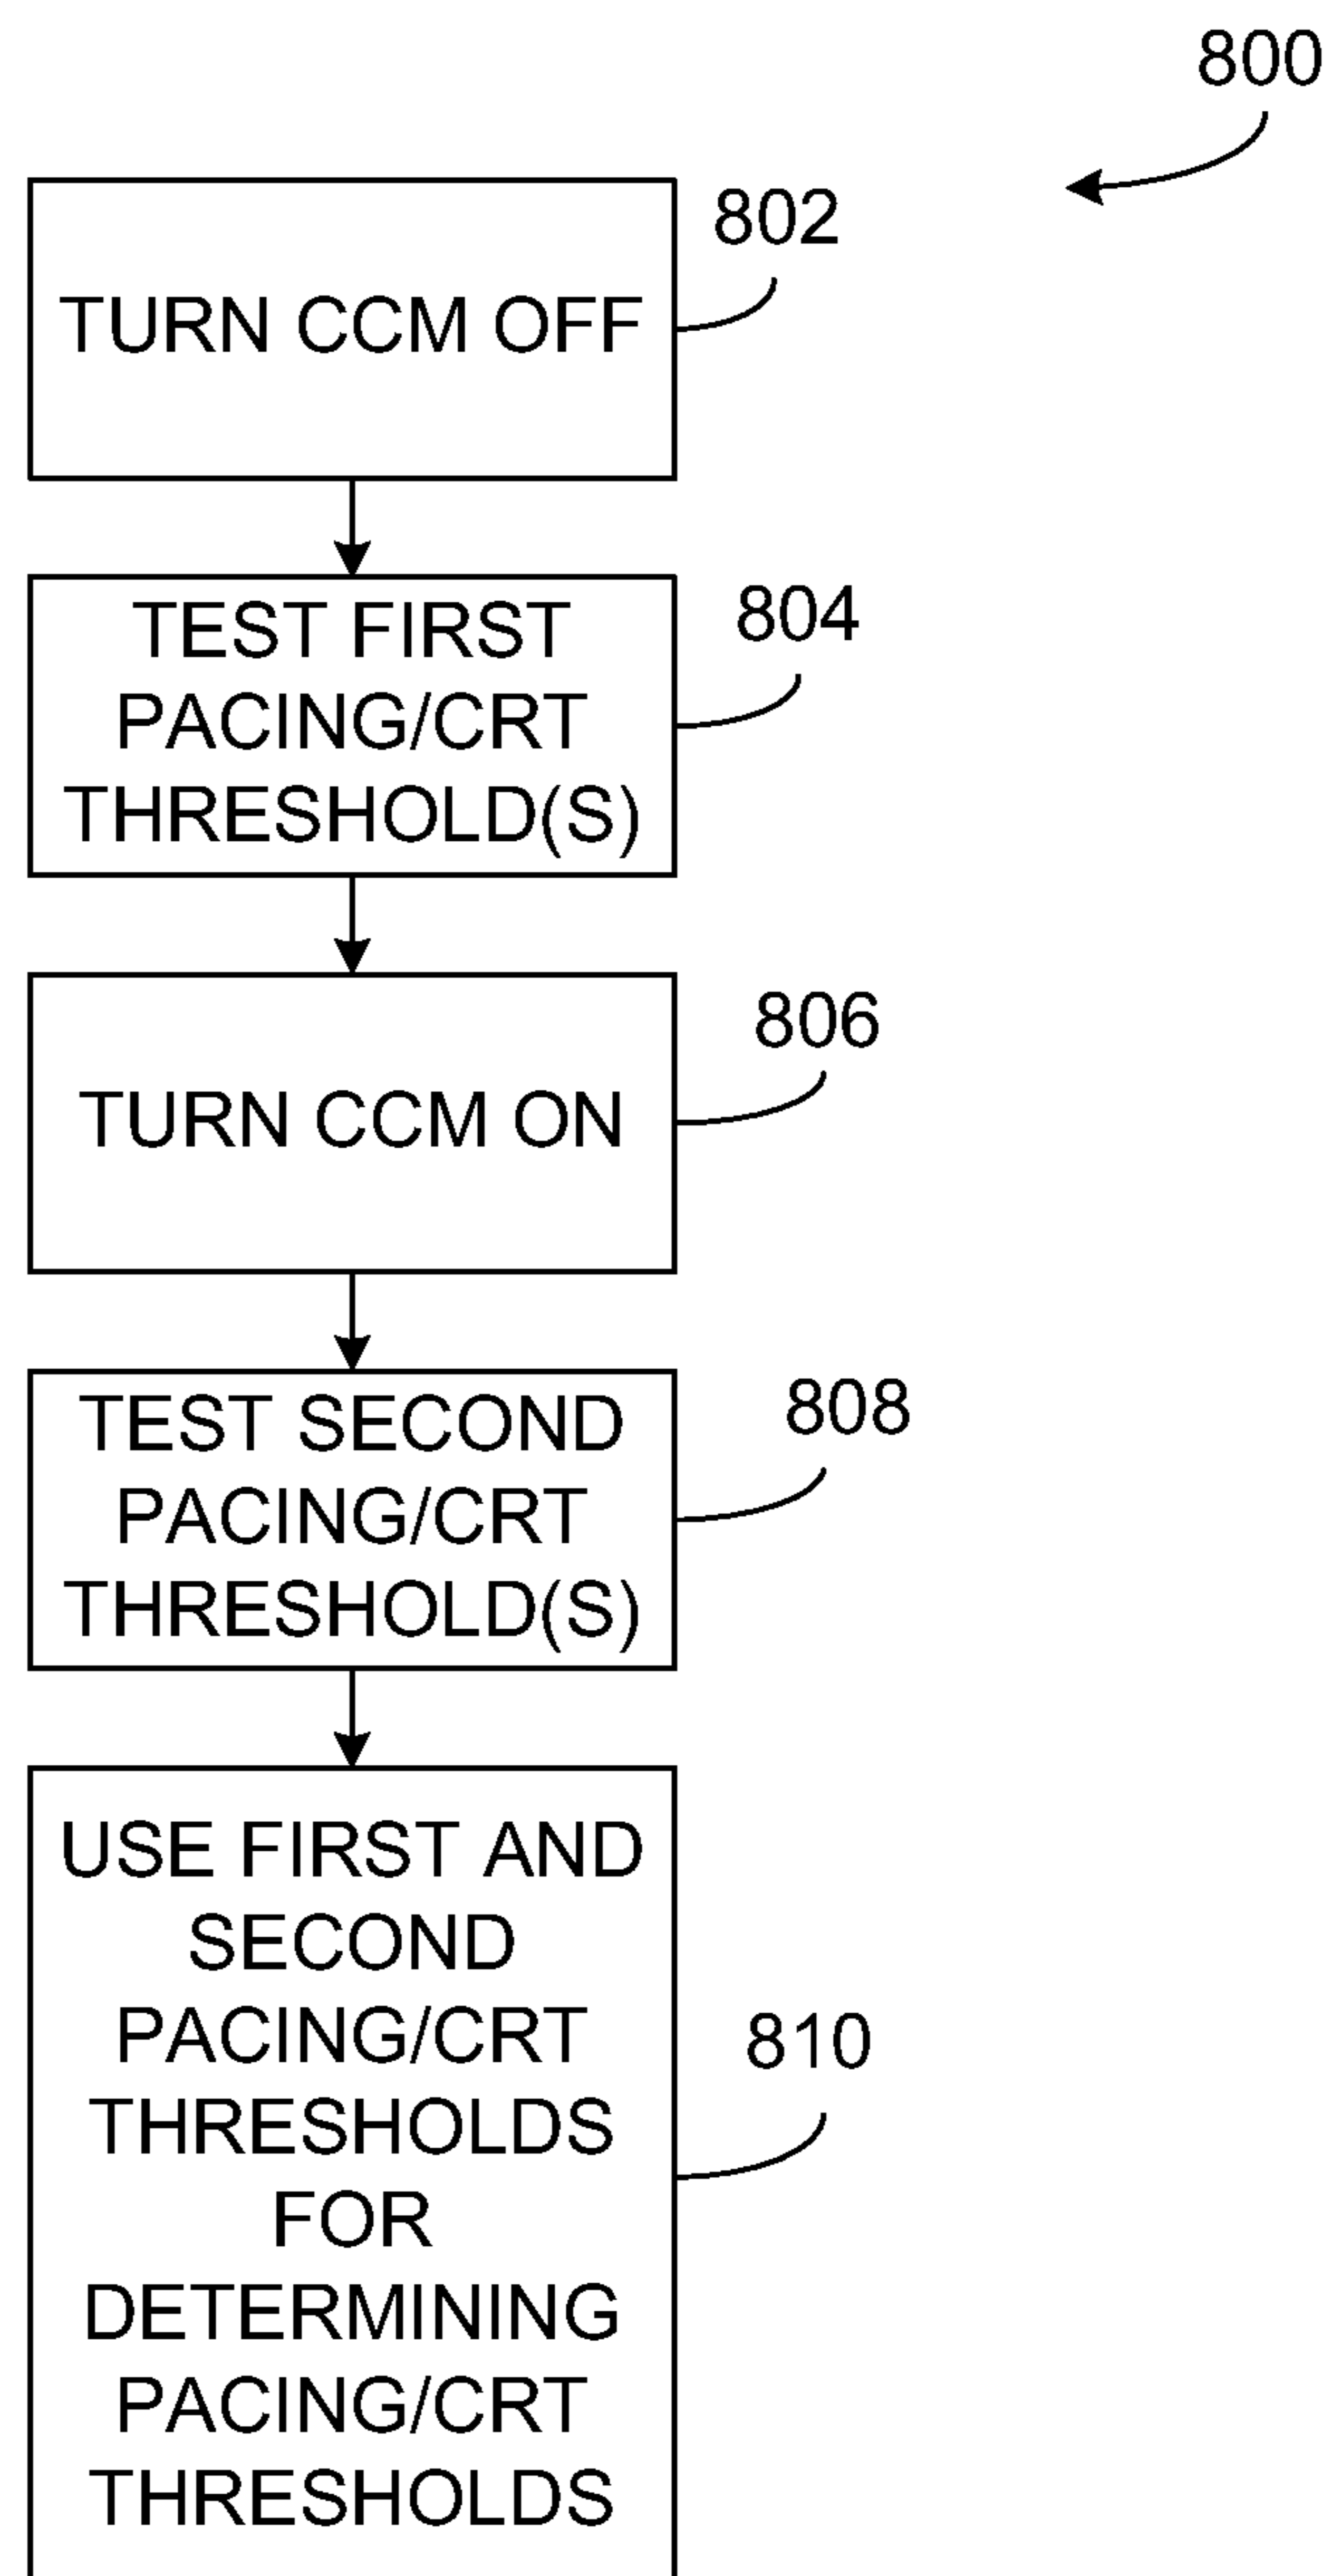 800
802
TURN CCM OFF
804
TEST FIRST
PACING/CRT
THRESHOLD(S)
806
TURN CCM ON
808
TEST SECOND
PACING/CRT
THRESHOLD(S)
USE FIRST AND
SECOND
PACING/CRT
810
THRESHOLDS
FOR
DETERMINING
PACING/CRT
THRESHOLDS